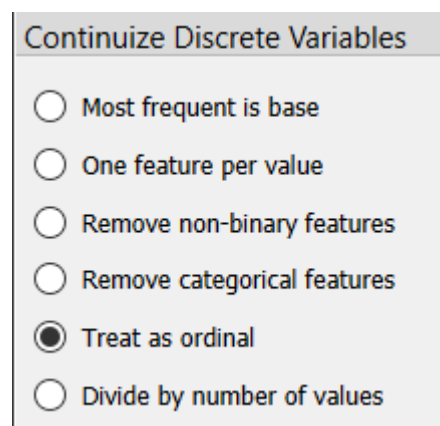 Continuize Discrete Variables
Most frequent is base
One feature per value
Remove non-binary features
Remove categorical features
Treat as ordinal
Divide by number of values